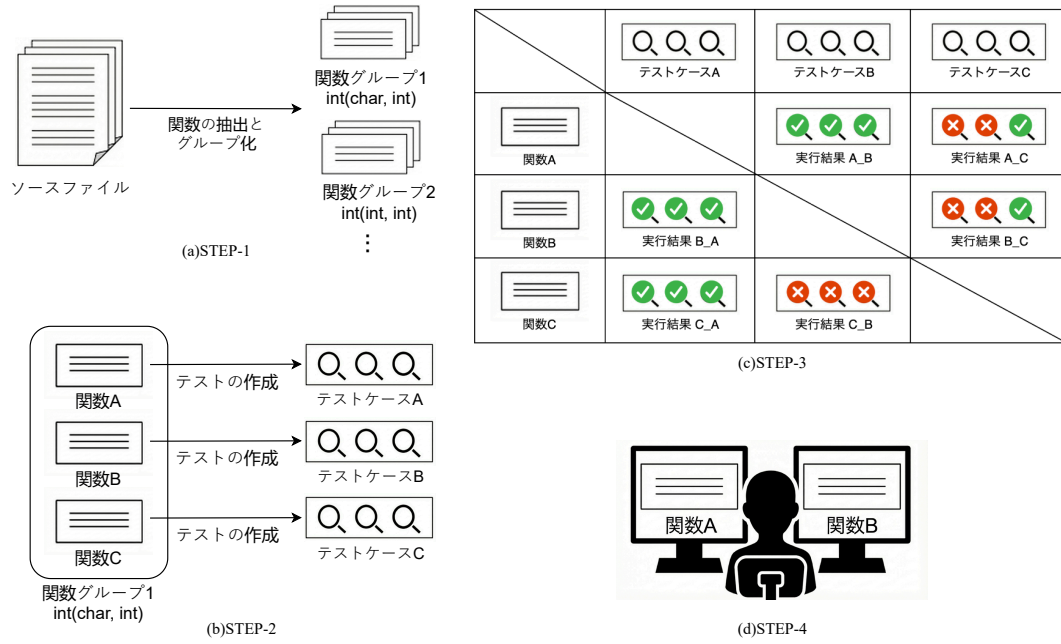 ソースファイル
関数の抽出と
グループ化
関数グループ1
int(char, int)
関数グループ2
int(int, int)
⋮
(a)STEP-1
関数A
テストの作成
テストケースA
関数B
テストの作成
テストケースB
関数C
テストの作成
テストケースC
関数グループ1
int(char, int)
(b)STEP-2
テストケースA
テストケースB
テストケースC
関数A
実行結果 A_B
実行結果 A_C
関数B
実行結果 B_A
実行結果 B_C
関数C
実行結果 C_A
実行結果 C_B
(c)STEP-3
関数A
関数B
(d)STEP-4